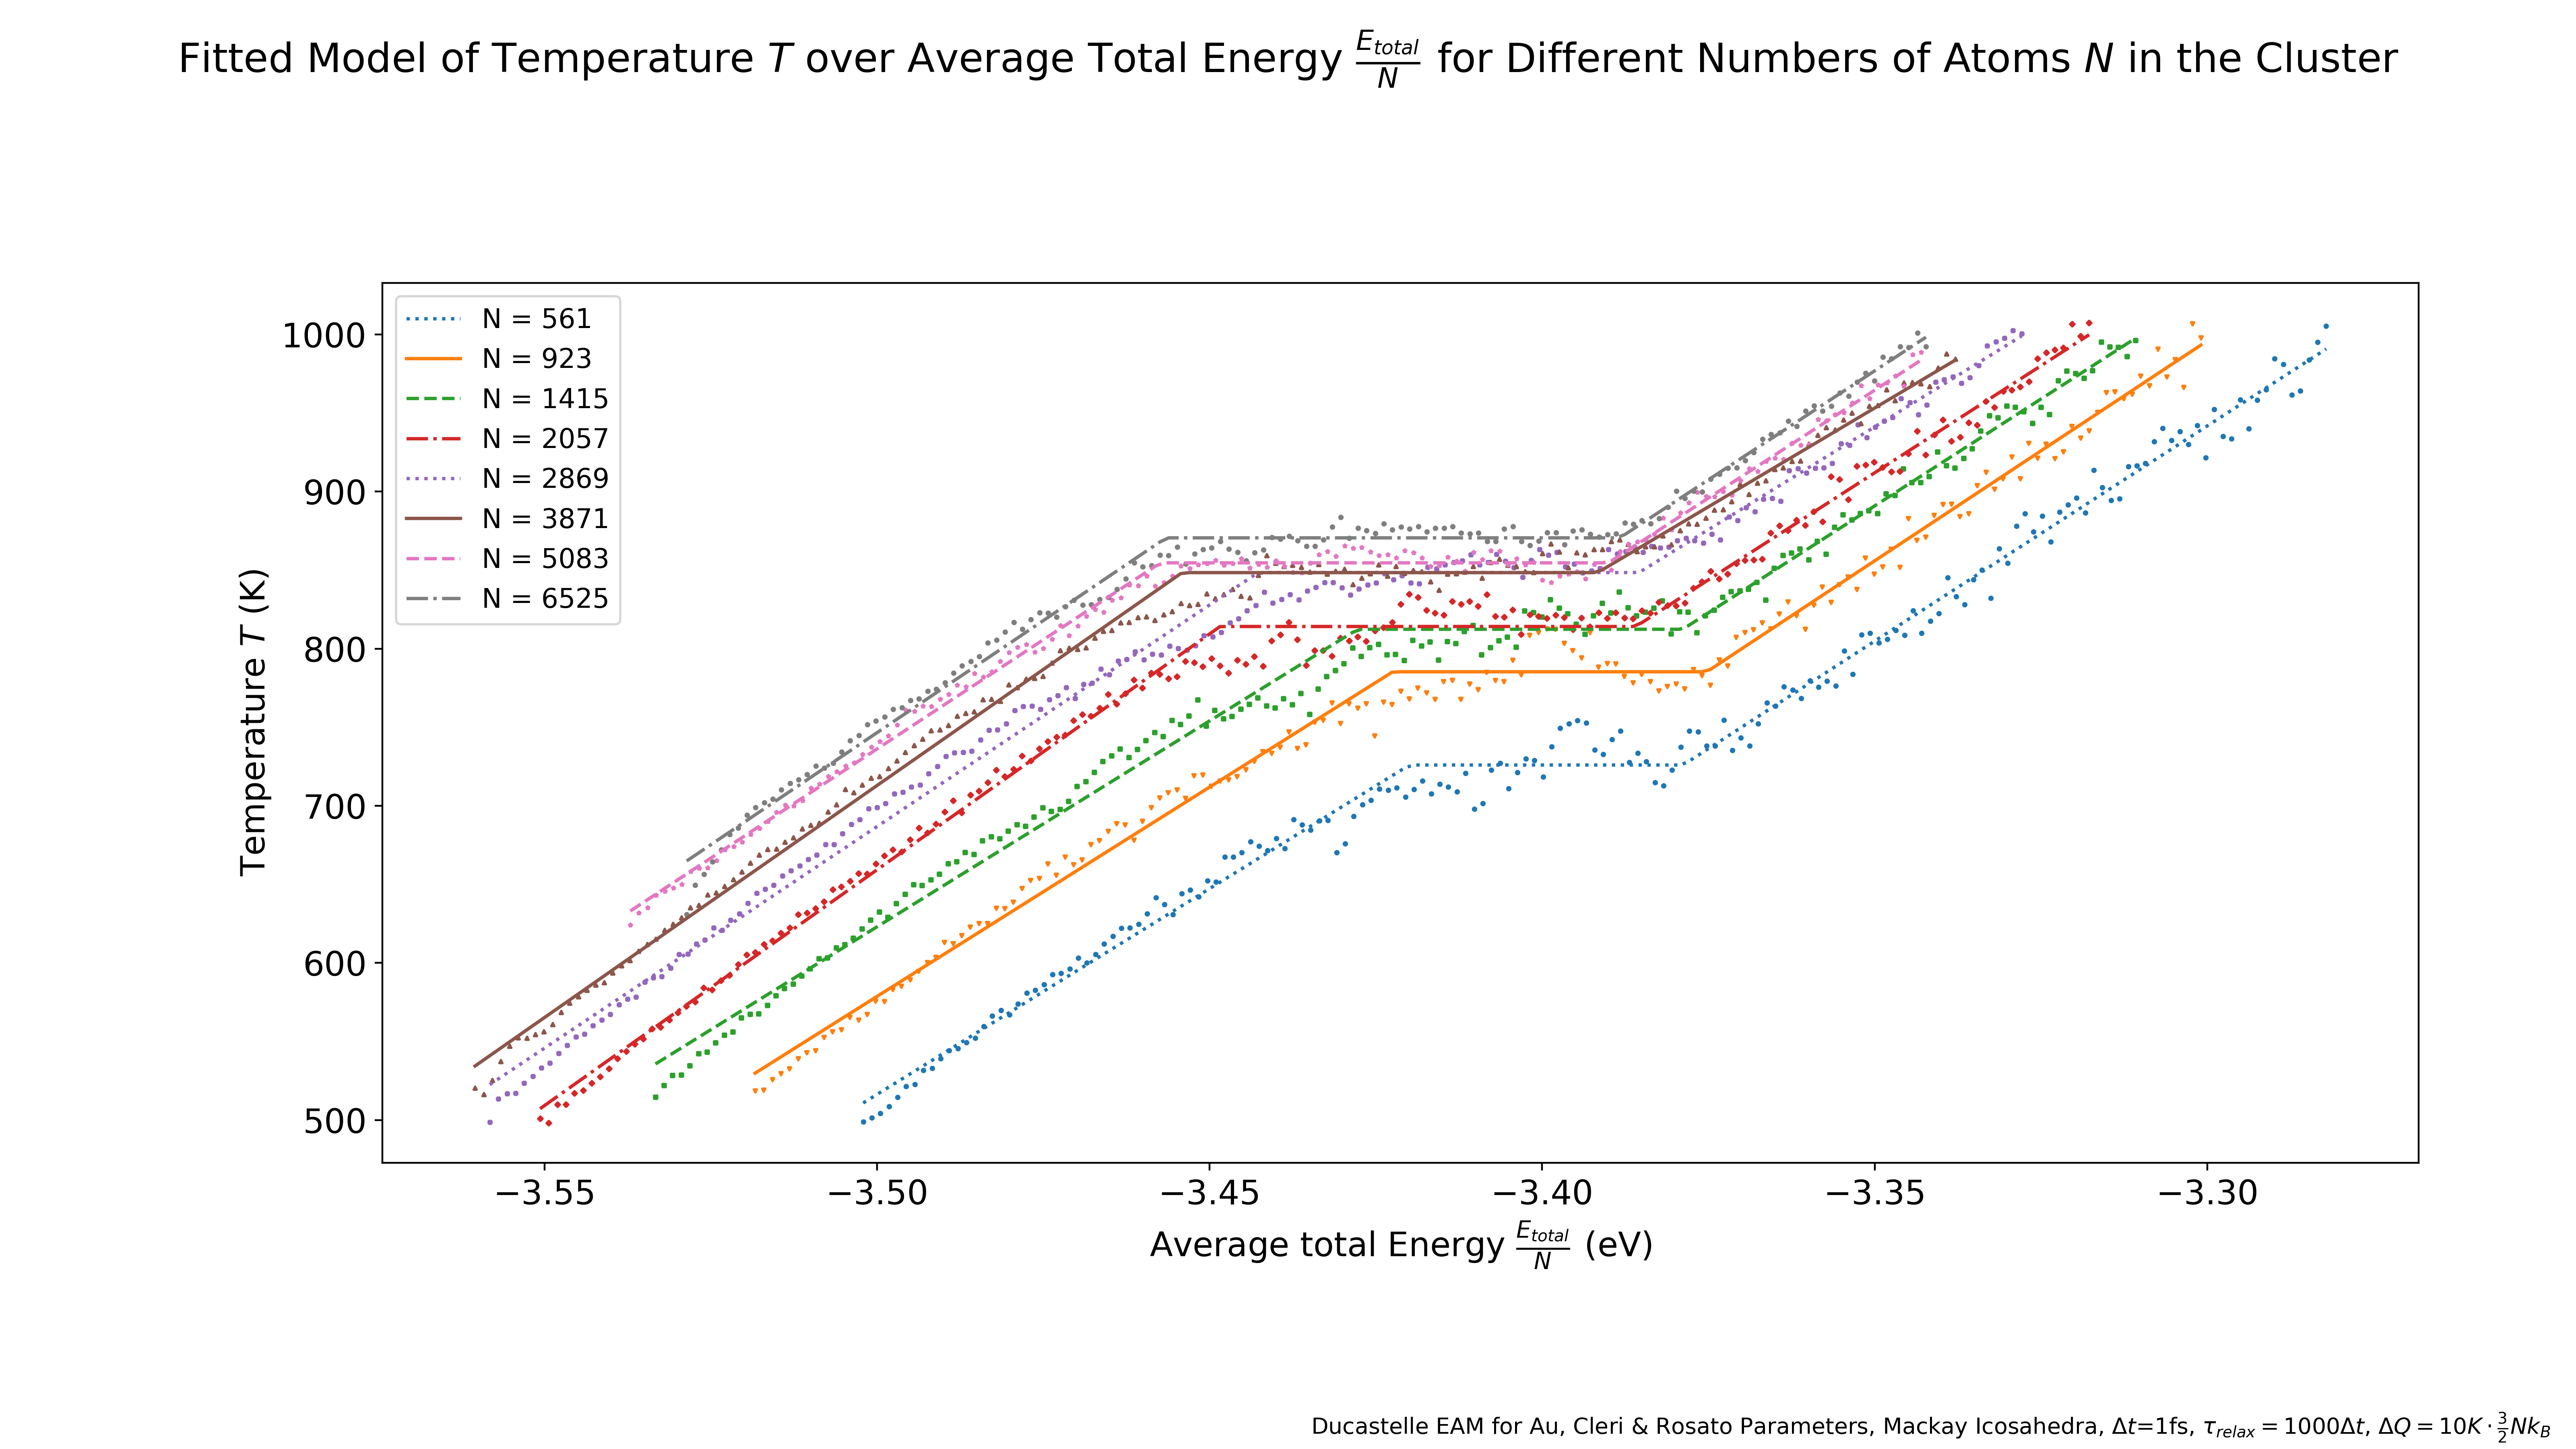 Fitted Model of Temperature T over Average Total Energy E_total/N for Different Numbers of Atoms N in the Cluster
N = 561
N = 923
N = 1415
N = 2057
N = 2869
N = 3871
N = 5083
N = 6525
1000
900
800
700
600
500
Temperature T (K)
−3.55 −3.50 −3.45 −3.40 −3.35 −3.30
Average total Energy E_total/N (eV)
Ducastelle EAM for Au, Cleri & Rosato Parameters, Mackay Icosahedra, Δt=1fs, τ_relax = 1000Δt, ΔQ = 10K · 3/2 Nk_B